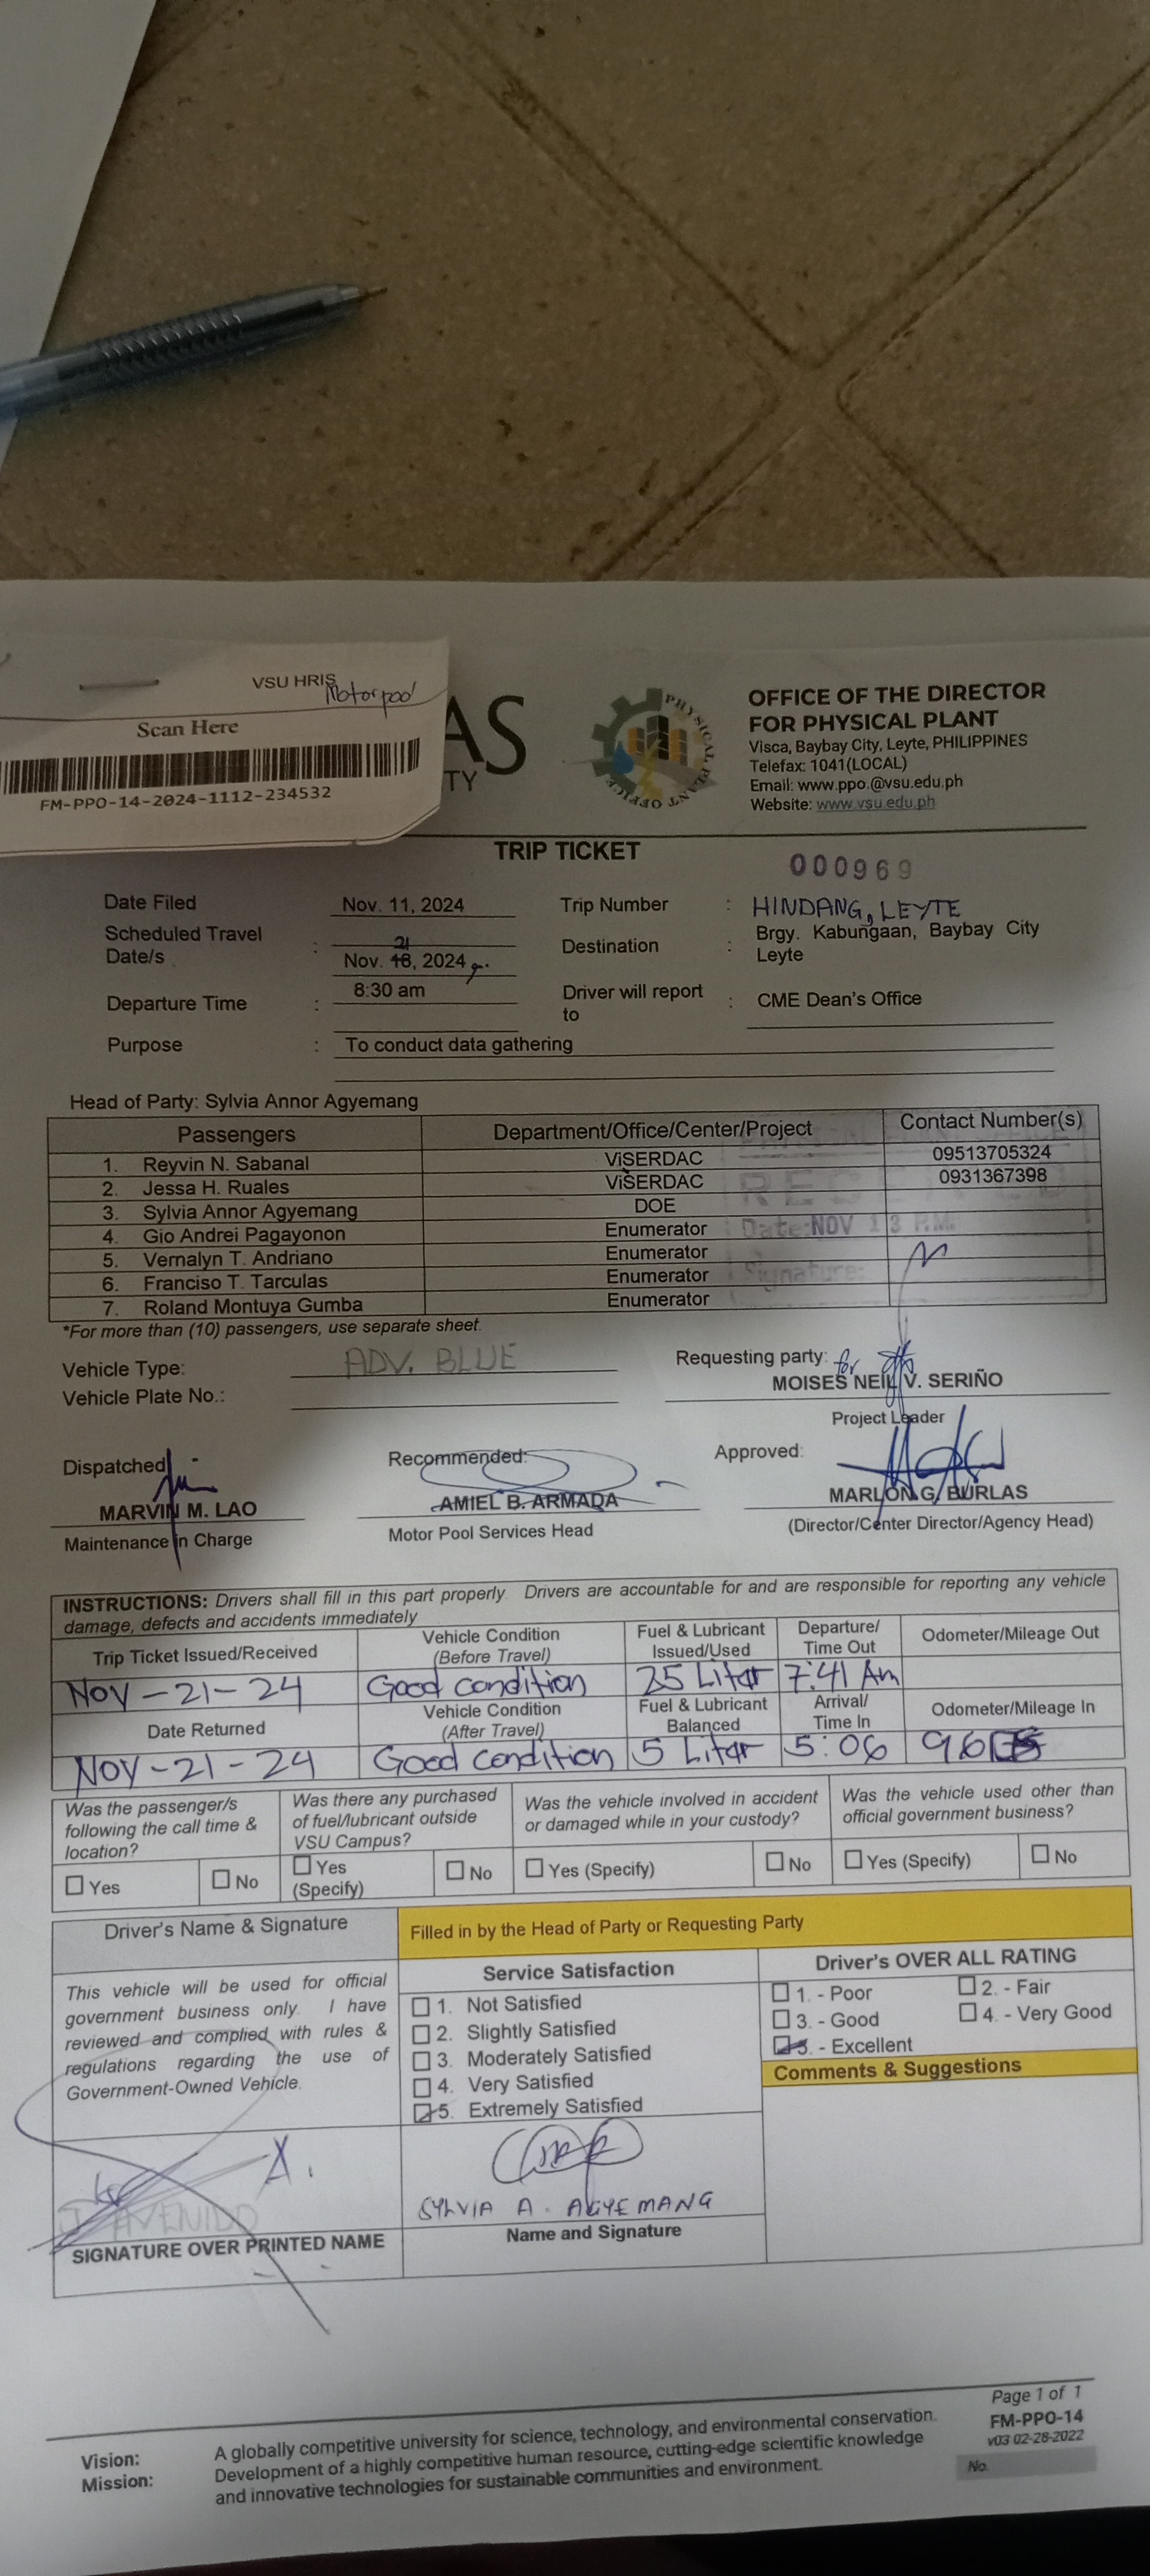 VSU HRIS
Motorpool
Scan Here
FM-PPO-14-2024-1112-234532
AS
TY
PHYSICAL PLANT OFFICE
OFFICE OF THE DIRECTOR
FOR PHYSICAL PLANT
Visca, Baybay City, Leyte, PHILIPPINES
Telefax: 1041(LOCAL)
Email: www.ppo.@vsu.edu.ph
Website: www.vsu.edu.ph
TRIP TICKET
000969
Date Filed Nov. 11, 2024 Trip Number : HINDANG, LEYTE
Scheduled Travel Date/s : Nov. 18, 2024 21
Destination : Brgy. Kabungaan, Baybay City
Leyte
Departure Time : 8:30 am Driver will report to : CME Dean's Office
Purpose : To conduct data gathering
Head of Party: Sylvia Annor Agyemang
Passengers Department/Office/Center/Project Contact Number(s)
1. Reyvin N. Sabanal ViSERDAC 09513705324
2. Jessa H. Ruales ViSERDAC 0931367398
3. Sylvia Annor Agyemang DOE
4. Gio Andrei Pagayonon Enumerator
5. Vernalyn T. Andriano Enumerator
6. Franciso T. Tarculas Enumerator
7. Roland Montuya Gumba Enumerator
Date: NOV 13 P.M.
Signature:
*For more than (10) passengers, use separate sheet.
Vehicle Type: ADV. BLUE
Vehicle Plate No.:
Requesting party: for
MOISES NEIL V. SERIÑO
Project Leader
Dispatched Recommended: Approved:
MARVIN M. LAO AMIEL B. ARMADA MARLON G. BURLAS
Maintenance in Charge Motor Pool Services Head (Director/Center Director/Agency Head)
INSTRUCTIONS: Drivers shall fill in this part properly. Drivers are accountable for and are responsible for reporting any vehicle
damage, defects and accidents immediately
Trip Ticket Issued/Received Vehicle Condition (Before Travel) Fuel & Lubricant Issued/Used Departure/ Time Out Odometer/Mileage Out
NOV-21-24 Good condition 25 Liter 7:41 Am
Date Returned Vehicle Condition (After Travel) Fuel & Lubricant Balanced Arrival/ Time In Odometer/Mileage In
NOV-21-24 Good condition 5 Liter 5:06
Was the passenger/s following the call time & location?
Yes No
Was there any purchased of fuel/lubricant outside VSU Campus?
Yes (Specify) No
Was the vehicle involved in accident or damaged while in your custody?
Yes (Specify) No
Was the vehicle used other than official government business?
Yes (Specify) No
Driver's Name & Signature
Filled in by the Head of Party or Requesting Party
This vehicle will be used for official
government business only. I have
reviewed and complied with rules &
regulations regarding the use of
Government-Owned Vehicle.
Service Satisfaction
1. Not Satisfied
2. Slightly Satisfied
3. Moderately Satisfied
4. Very Satisfied
5. Extremely Satisfied
Driver's OVER ALL RATING
1. - Poor 2. - Fair
3. - Good 4. - Very Good
5. - Excellent
Comments & Suggestions
J. AVENIDO
SIGNATURE OVER PRINTED NAME
SYLVIA A. AGYEMANG
Name and Signature
Page 1 of 1
FM-PPO-14
v03 02-28-2022
No.
Vision: A globally competitive university for science, technology, and environmental conservation.
Mission: Development of a highly competitive human resource, cutting-edge scientific knowledge
and innovative technologies for sustainable communities and environment.